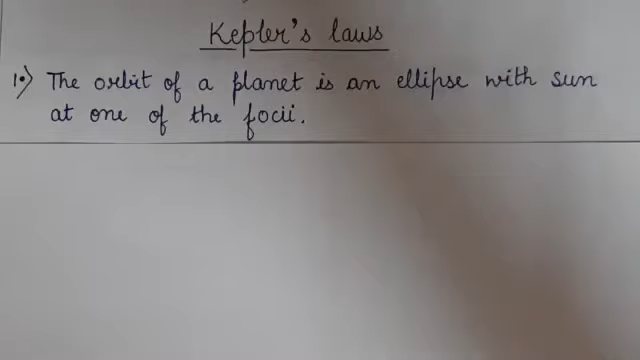 Kepler's laws
1.) The orbit of a planet is an ellipse with sun
at one of the focii.